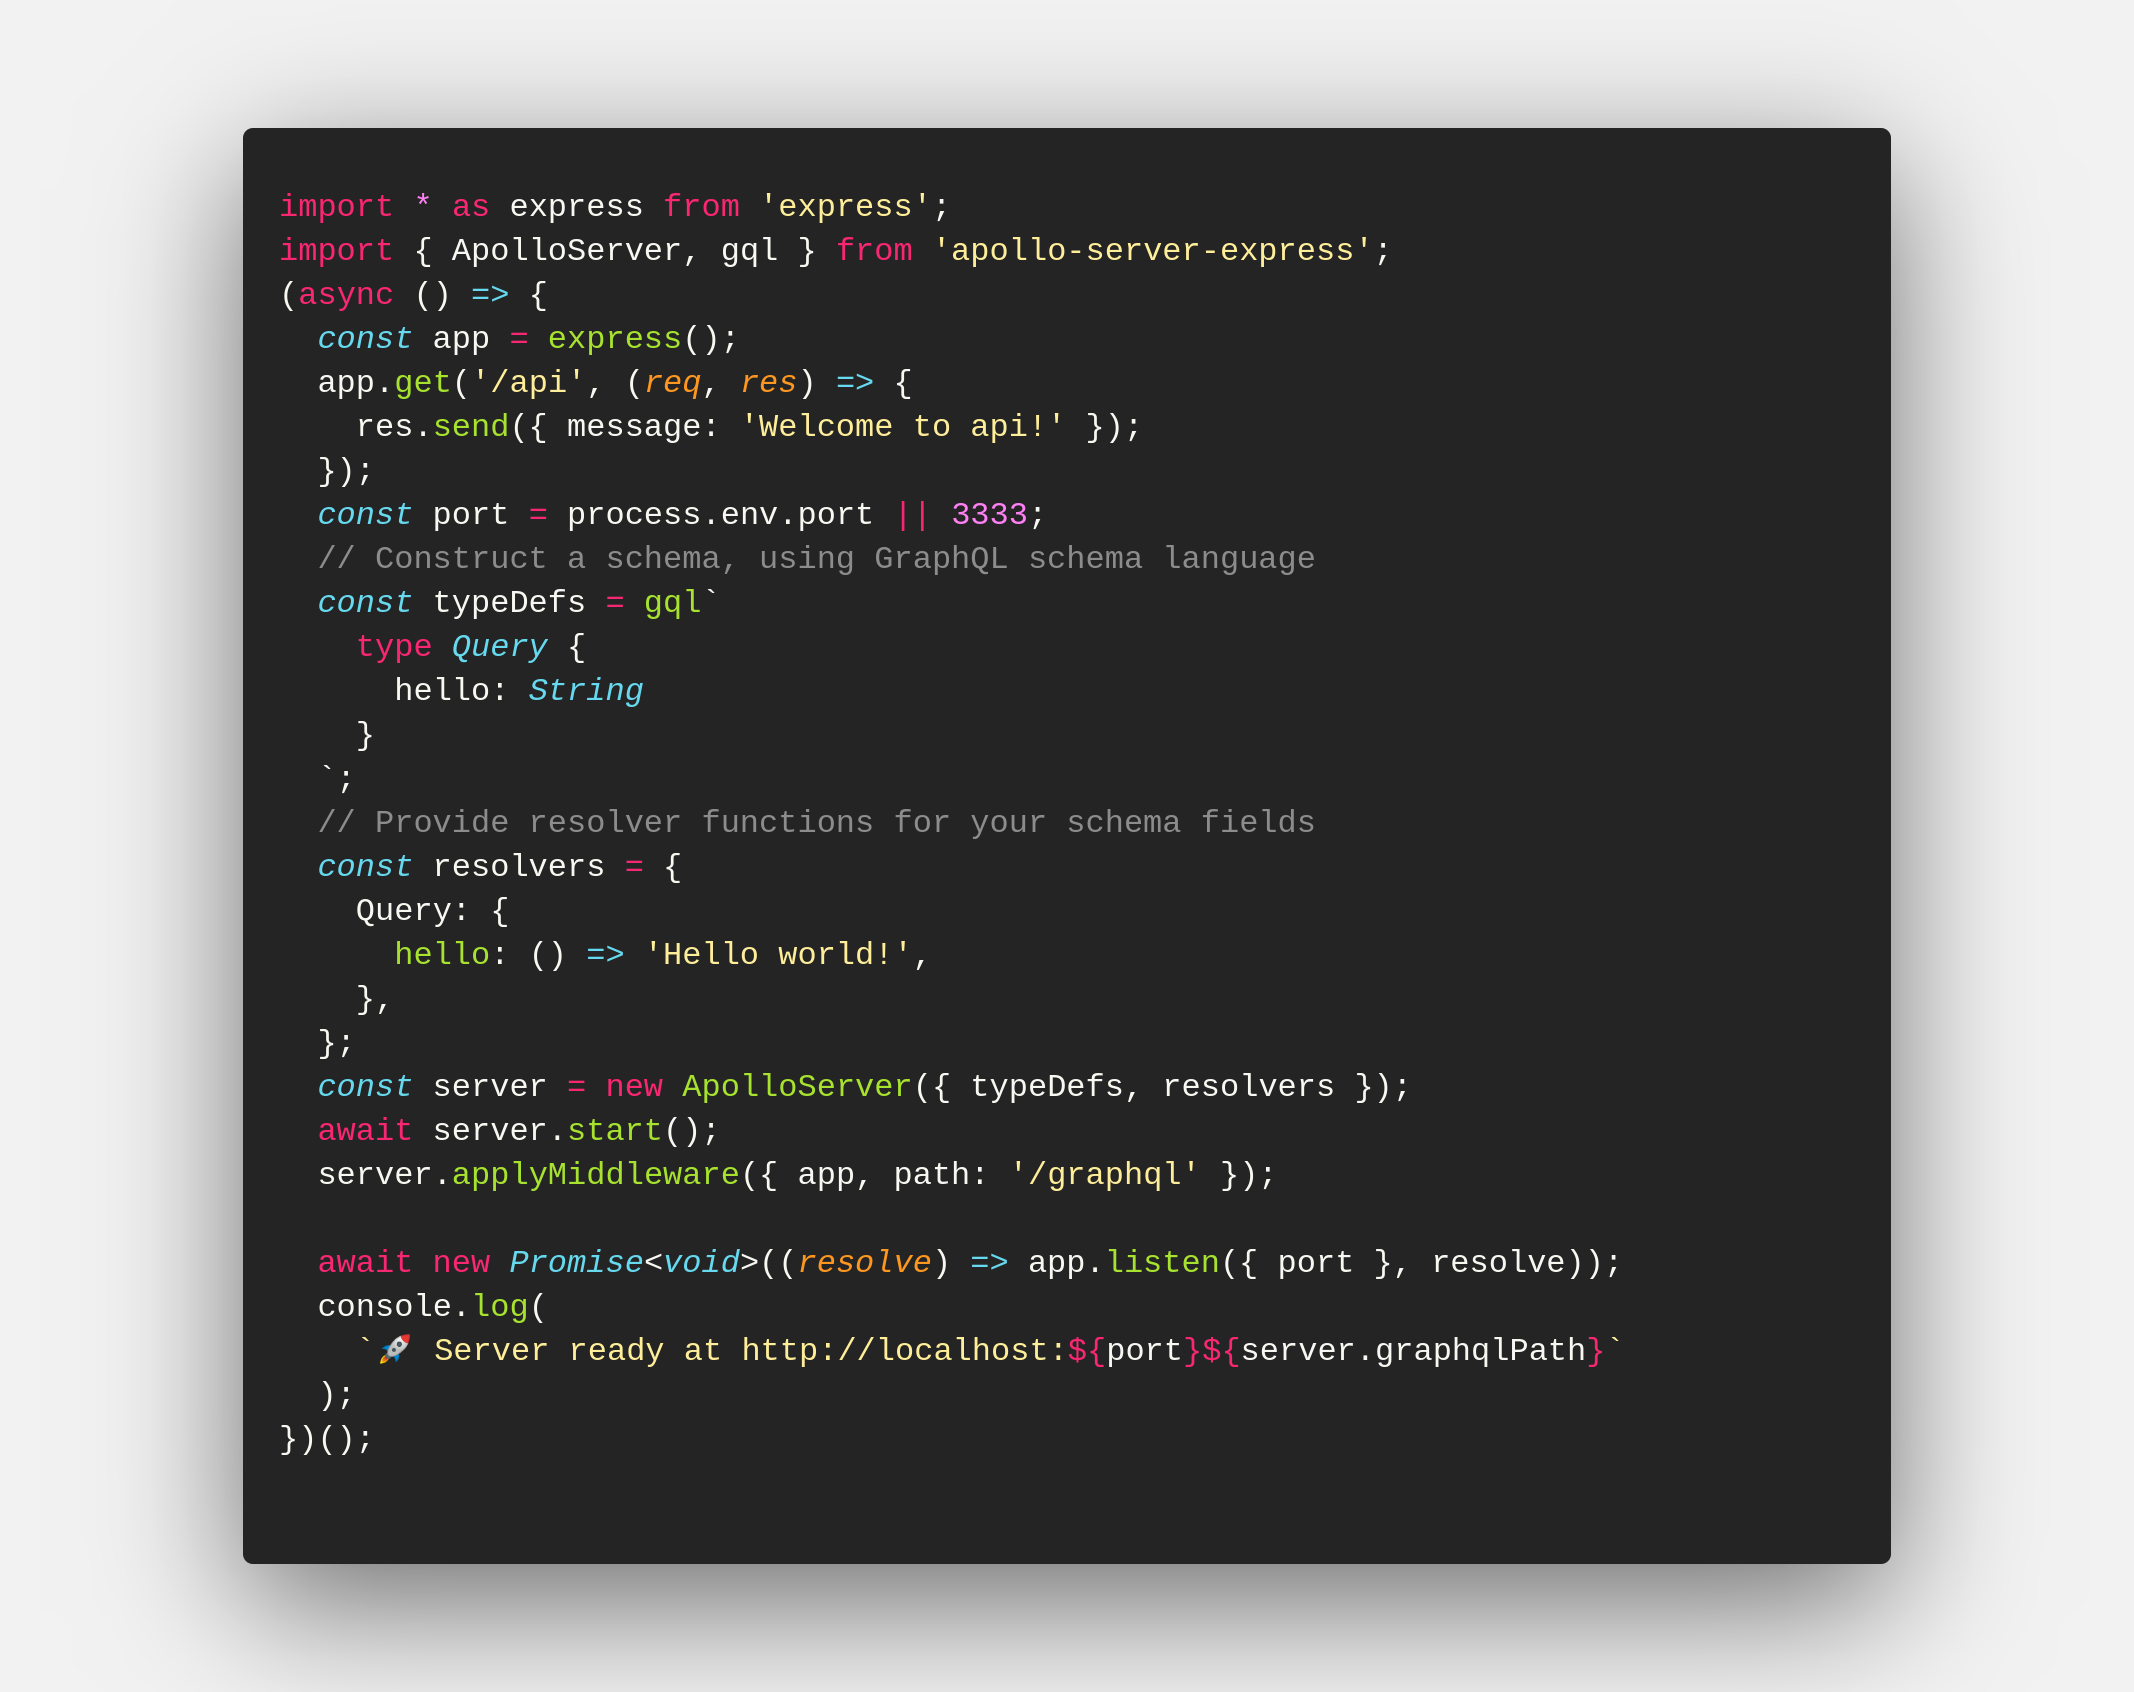 import * as express from 'express';
import { ApolloServer, gql } from 'apollo-server-express';
(async () => {
  const app = express();
  app.get('/api', (req, res) => {
    res.send({ message: 'Welcome to api!' });
  });
  const port = process.env.port || 3333;
  // Construct a schema, using GraphQL schema language
  const typeDefs = gql`
    type Query {
      hello: String
    }
  `;
  // Provide resolver functions for your schema fields
  const resolvers = {
    Query: {
      hello: () => 'Hello world!',
    },
  };
  const server = new ApolloServer({ typeDefs, resolvers });
  await server.start();
  server.applyMiddleware({ app, path: '/graphql' });

  await new Promise<void>((resolve) => app.listen({ port }, resolve));
  console.log(
    `🚀 Server ready at http://localhost:${port}${server.graphqlPath}`
  );
})();